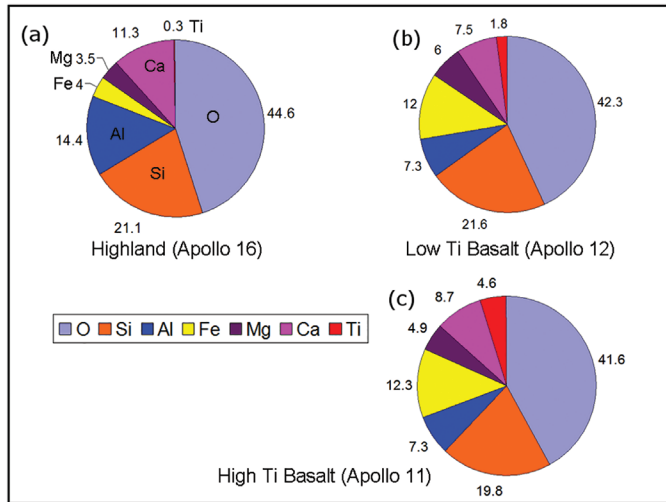 (a)
11.3
0.3 Ti
Mg 3.5
Ca
Fe 4
O
44.6
14.4
Al
Si
21.1
Highland (Apollo 16)
(b)
7.5
1.8
6
12
42.3
7.3
21.6
Low Ti Basalt (Apollo 12)
O Si Al Fe Mg Ca Ti
(c)
8.7
4.6
4.9
41.6
12.3
7.3
19.8
High Ti Basalt (Apollo 11)